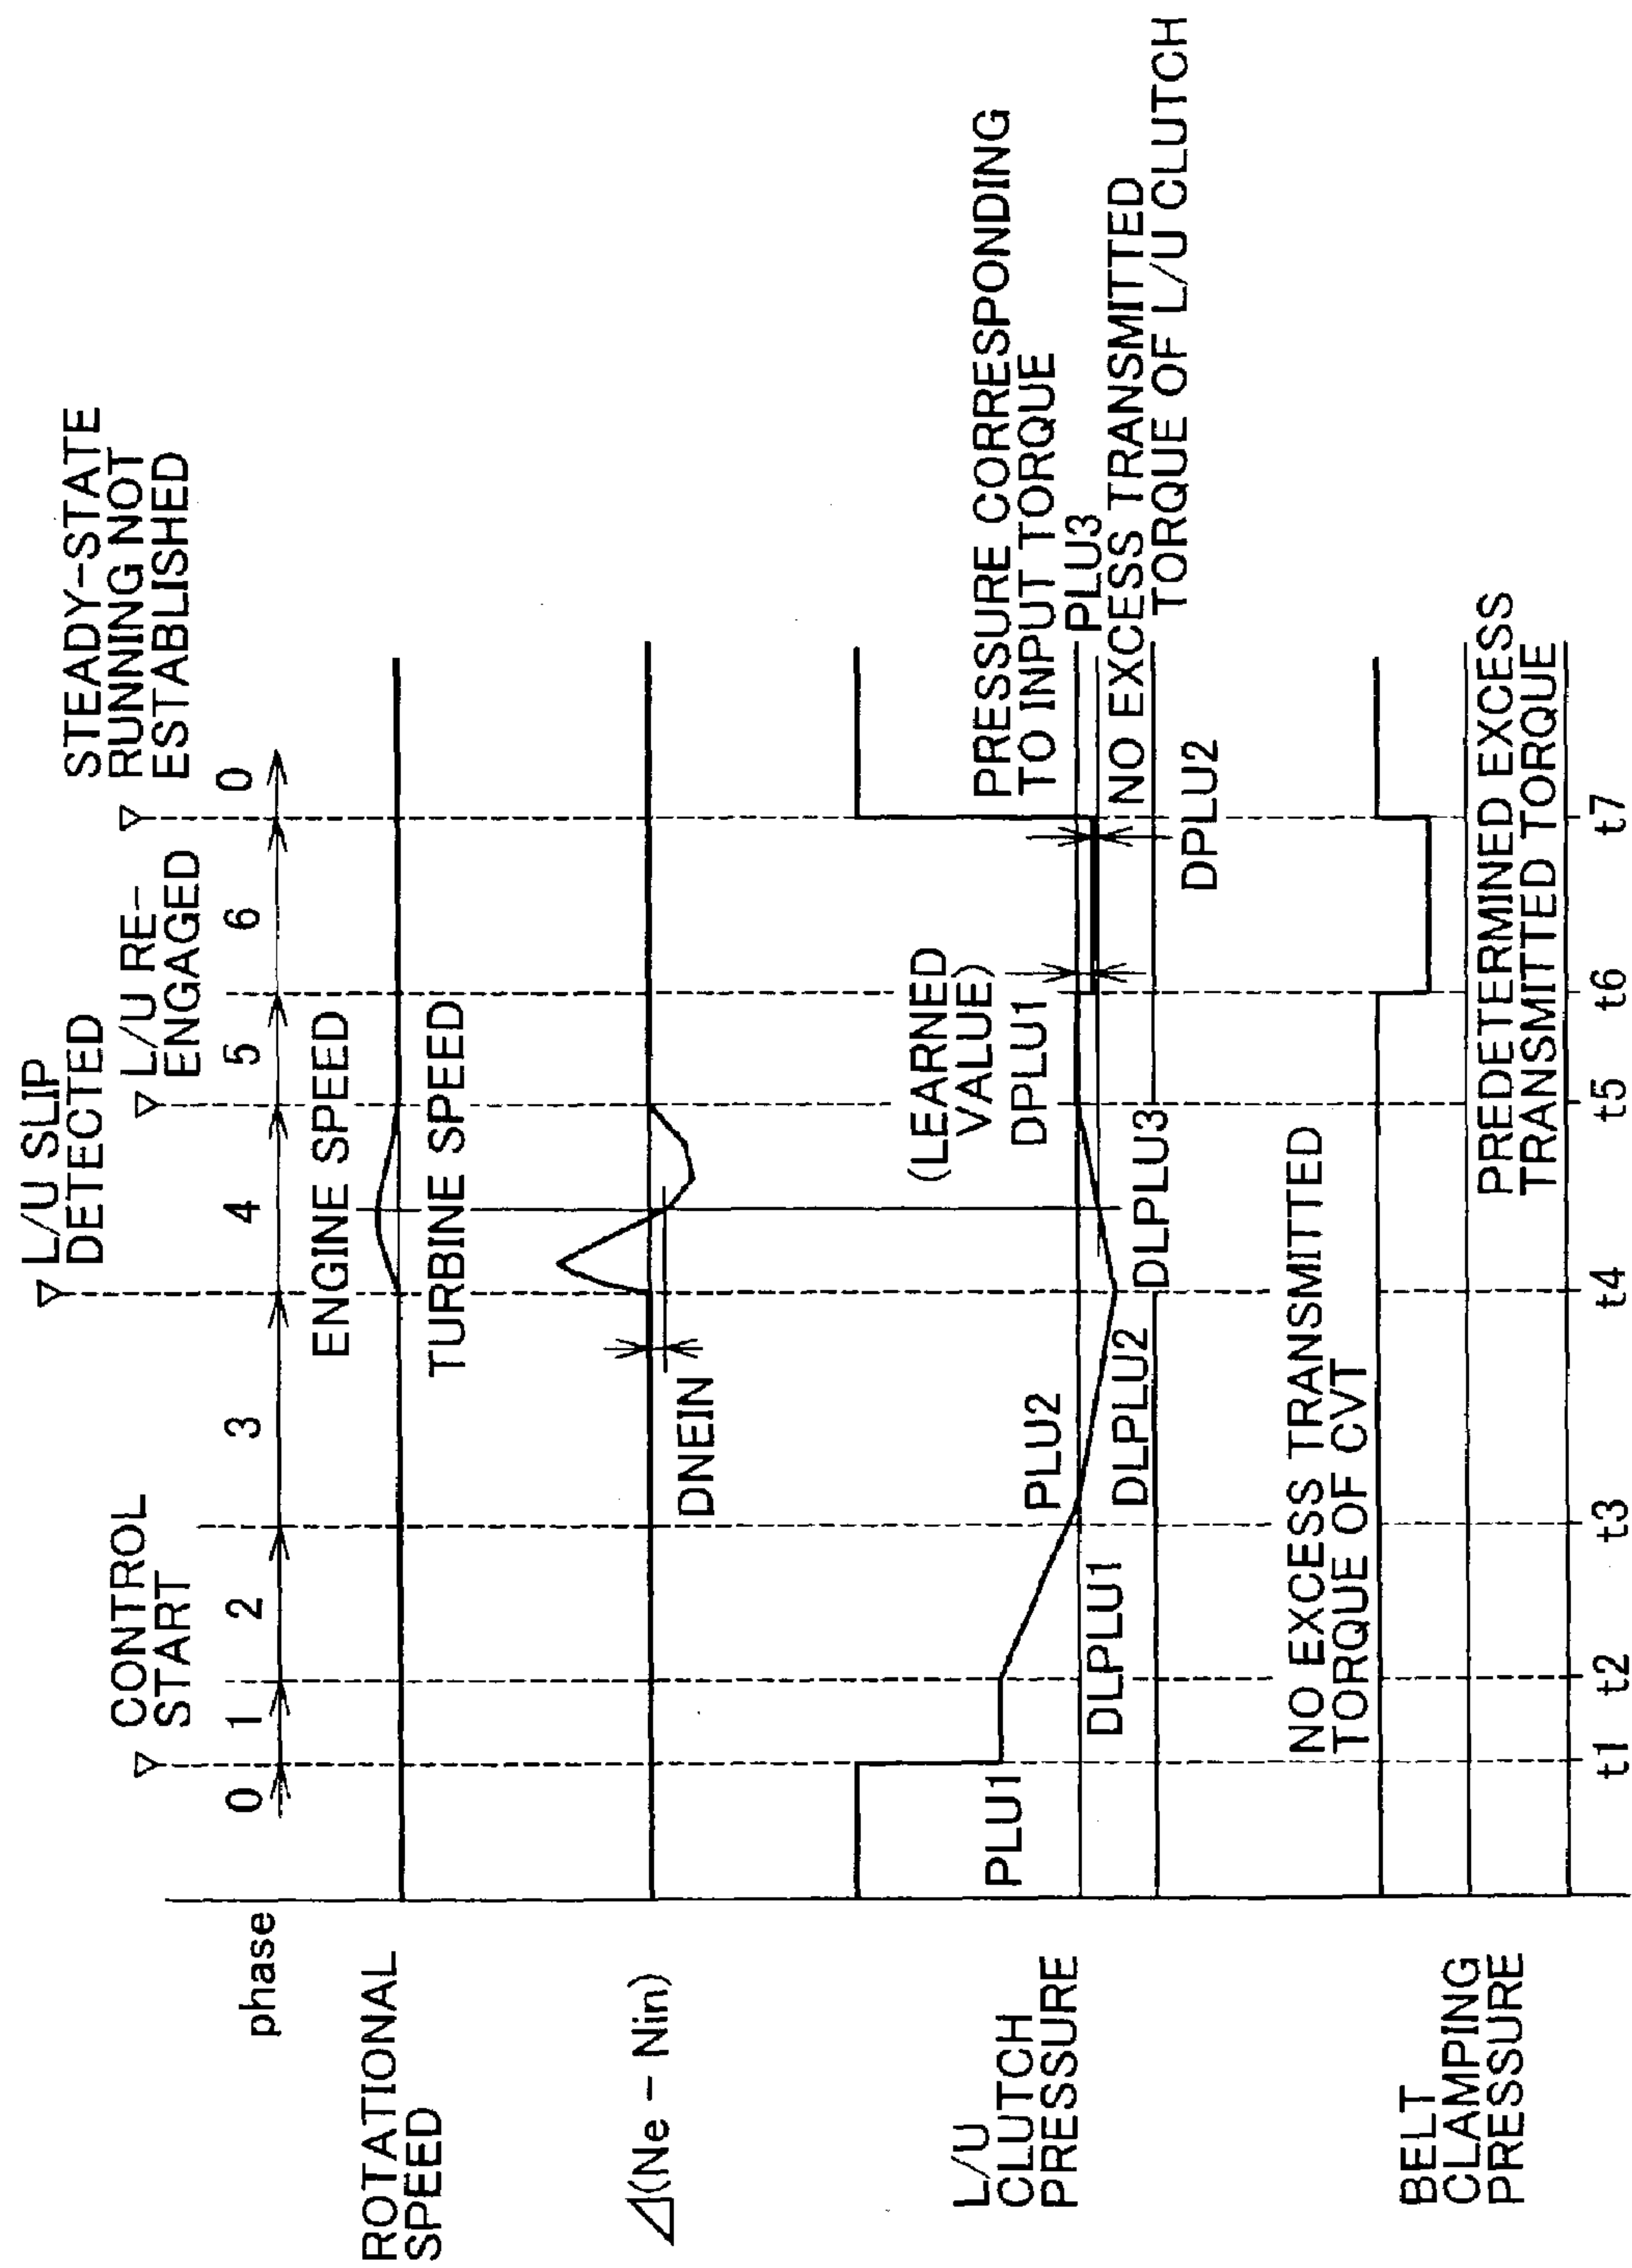 CONTROL
START
L/U SLIP
DETECTED
L/U RE-
ENGAGED
STEADY-STATE
RUNNING NOT
ESTABLISHED
phase
0
1
2
3
4
5
6
0
ROTATIONAL
SPEED
ENGINE SPEED
TURBINE SPEED
⊿(Ne - Nin)
DNEIN
L/U
CLUTCH
PRESSURE
PLU1
DLPLU1
PLU2
DLPLU2
DLPLU3
(LEARNED
VALUE)
DPLU1
DPLU2
PRESSURE CORRESPONDING
TO INPUT TORQUE
PLU3
NO EXCESS TRANSMITTED
TORQUE OF L/U CLUTCH
BELT
CLAMPING
PRESSURE
NO EXCESS TRANSMITTED
TORQUE OF CVT
PREDETERMINED EXCESS
TRANSMITTED TORQUE
t1
t2
t3
t4
t5
t6
t7